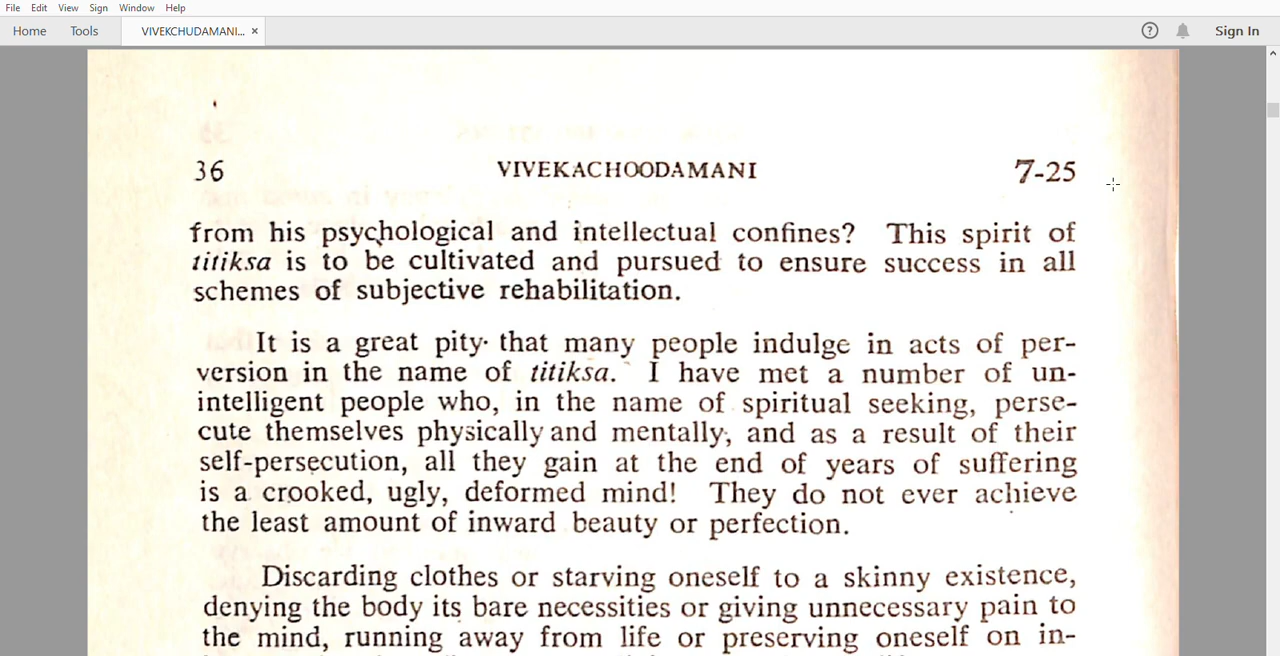 File Edit View Sign Window Help
Home Tools VIVEKCHUDAMANI... × ? Sign In
36 VIVEKACHOODAMANI 7-25
from his psychological and intellectual confines? This spirit of
titiksa is to be cultivated and pursued to ensure success in all
schemes of subjective rehabilitation.
It is a great pity that many people indulge in acts of per-
version in the name of titiksa. I have met a number of un-
intelligent people who, in the name of spiritual seeking, perse-
cute themselves physically and mentally, and as a result of their
self-persecution, all they gain at the end of years of suffering
is a crooked, ugly, deformed mind! They do not ever achieve
the least amount of inward beauty or perfection.
Discarding clothes or starving oneself to a skinny existence,
denying the body its bare necessities or giving unnecessary pain to
the mind, running away from life or preserving oneself on in-